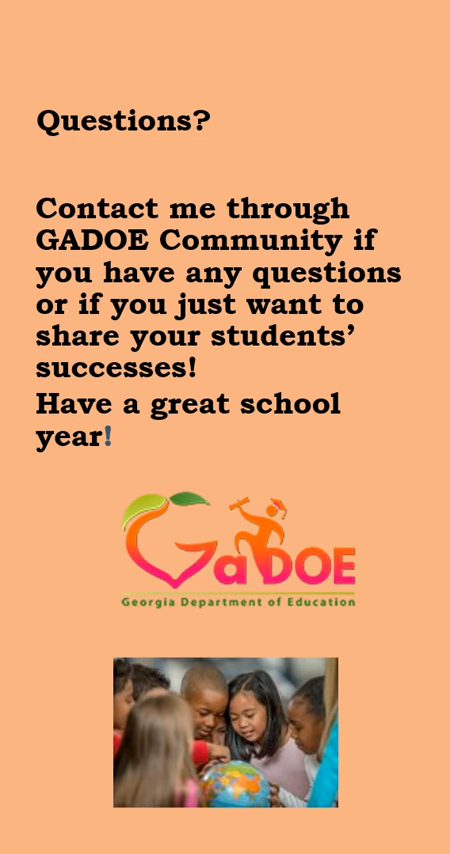 Questions?
Contact me through
GADOE Community if
you have any questions
or if you just want to
share your students’
successes!
Have a great school
year!
GaDOE
Georgia Department of Education